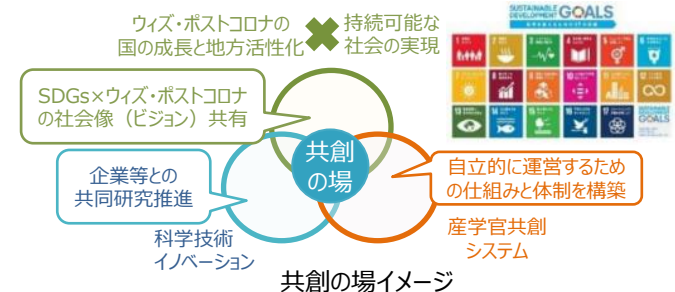 ウィズ・ポストコロナの
国の成長と地方活性化
✖
持続可能な
社会の実現
SUSTAINABLE
DEVELOPMENT GOALS
SDGs×ウィズ・ポストコロナ
の社会像（ビジョン）共有
共創
の場
企業等との
共同研究推進
自立的に運営するため
の仕組みと体制を構築
科学技術
イノベーション
産学官共創
システム
共創の場イメージ